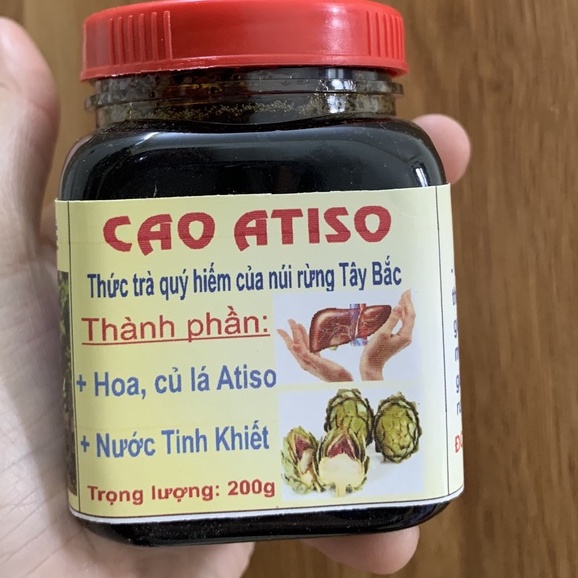 CAO ATISO
Thức trà quý hiếm của núi rừng Tây Bắc
Thành phần:
+ Hoa, củ lá Atiso
+ Nước Tinh Khiết
Trọng lượng: 200g